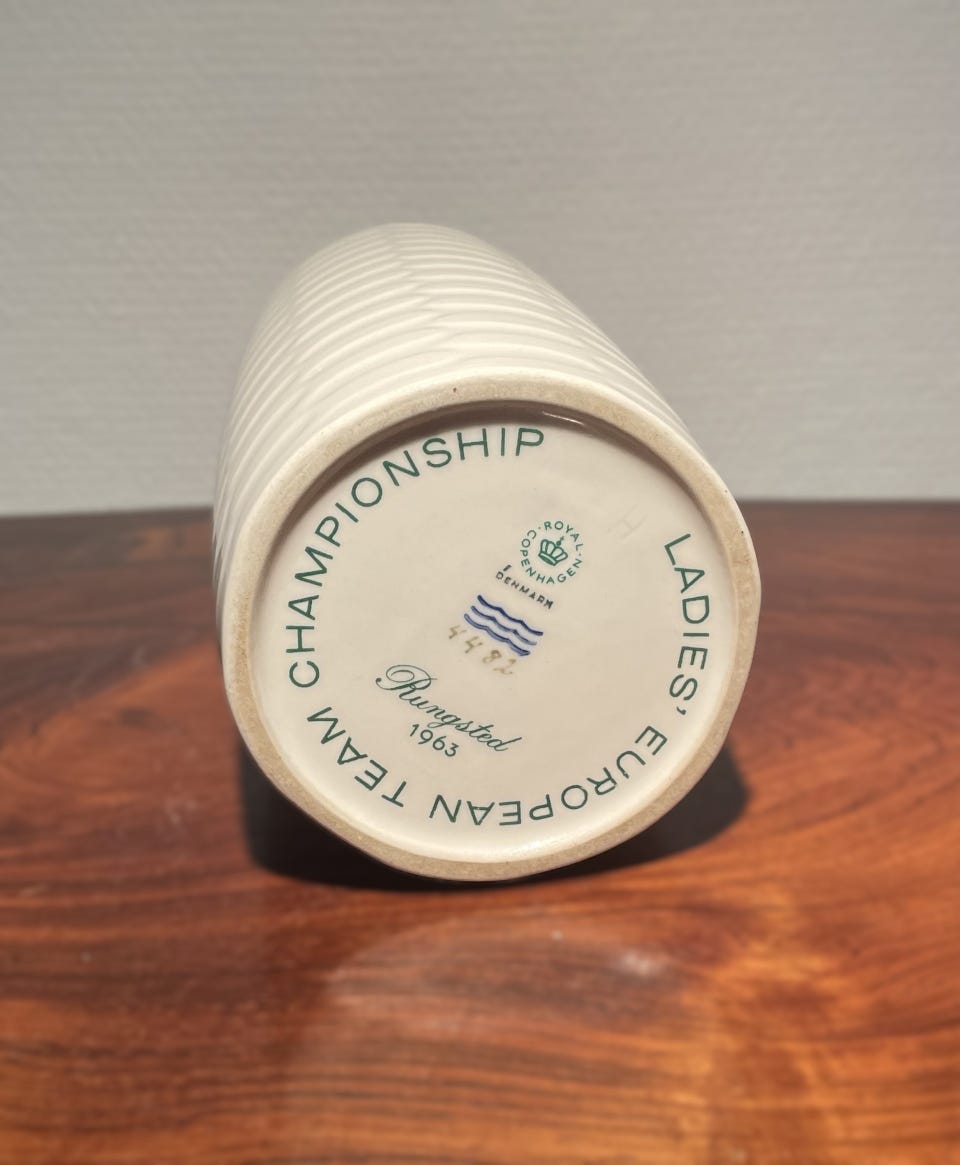 LADIES' EUROPEAN TEAM CHAMPIONSHIP
H
ROYAL COPENHAGEN
DENMARK
4482
Rungsted
1963